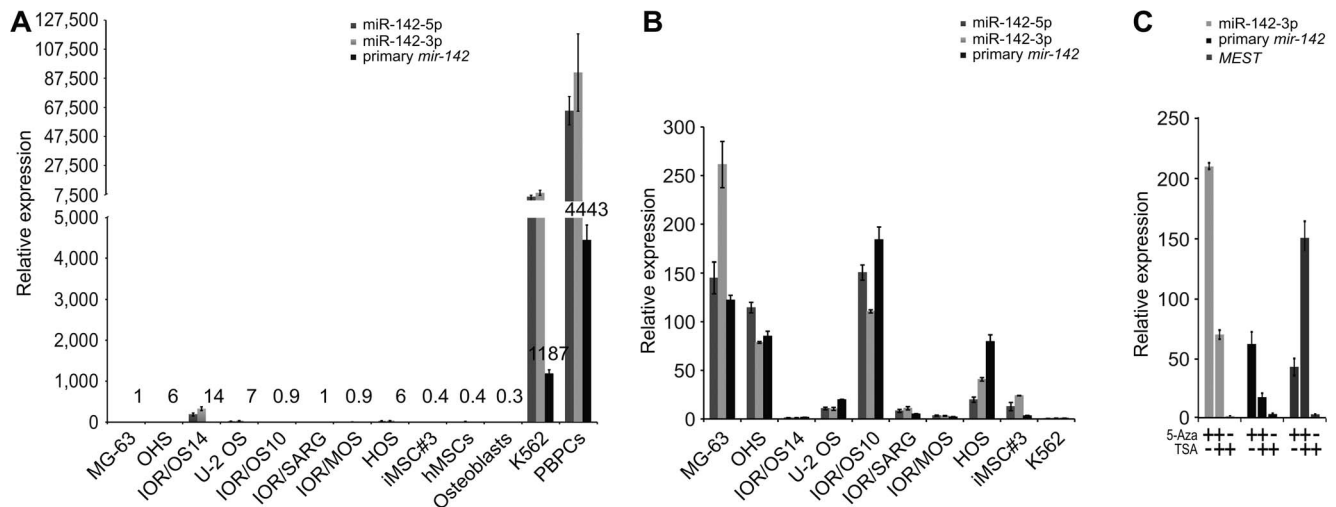 A
miR-142-5p
miR-142-3p
primary mir-142
Relative expression
127,500
107,500
87,500
67,500
47,500
27,500
7,500
5,000
4,000
3,000
2,000
1,000
0
1 6 14 7 0.9 1 0.9 6 0.4 0.4 0.3 1187 4443
MG-63 OHS IOR/OS14 U-2 OS IOR/OS10 IOR/SARG IOR/MOS HOS iMSC#3 hMSCs Osteoblasts K562 PBPCs
B
miR-142-5p
miR-142-3p
primary mir-142
Relative expression
300
250
200
150
100
50
0
MG-63 OHS IOR/OS14 U-2 OS IOR/OS10 IOR/SARG IOR/MOS HOS iMSC#3 K562
C
miR-142-3p
primary mir-142
MEST
Relative expression
250
200
150
100
50
0
5-Aza ++- ++- ++-
TSA -++ -++ -++